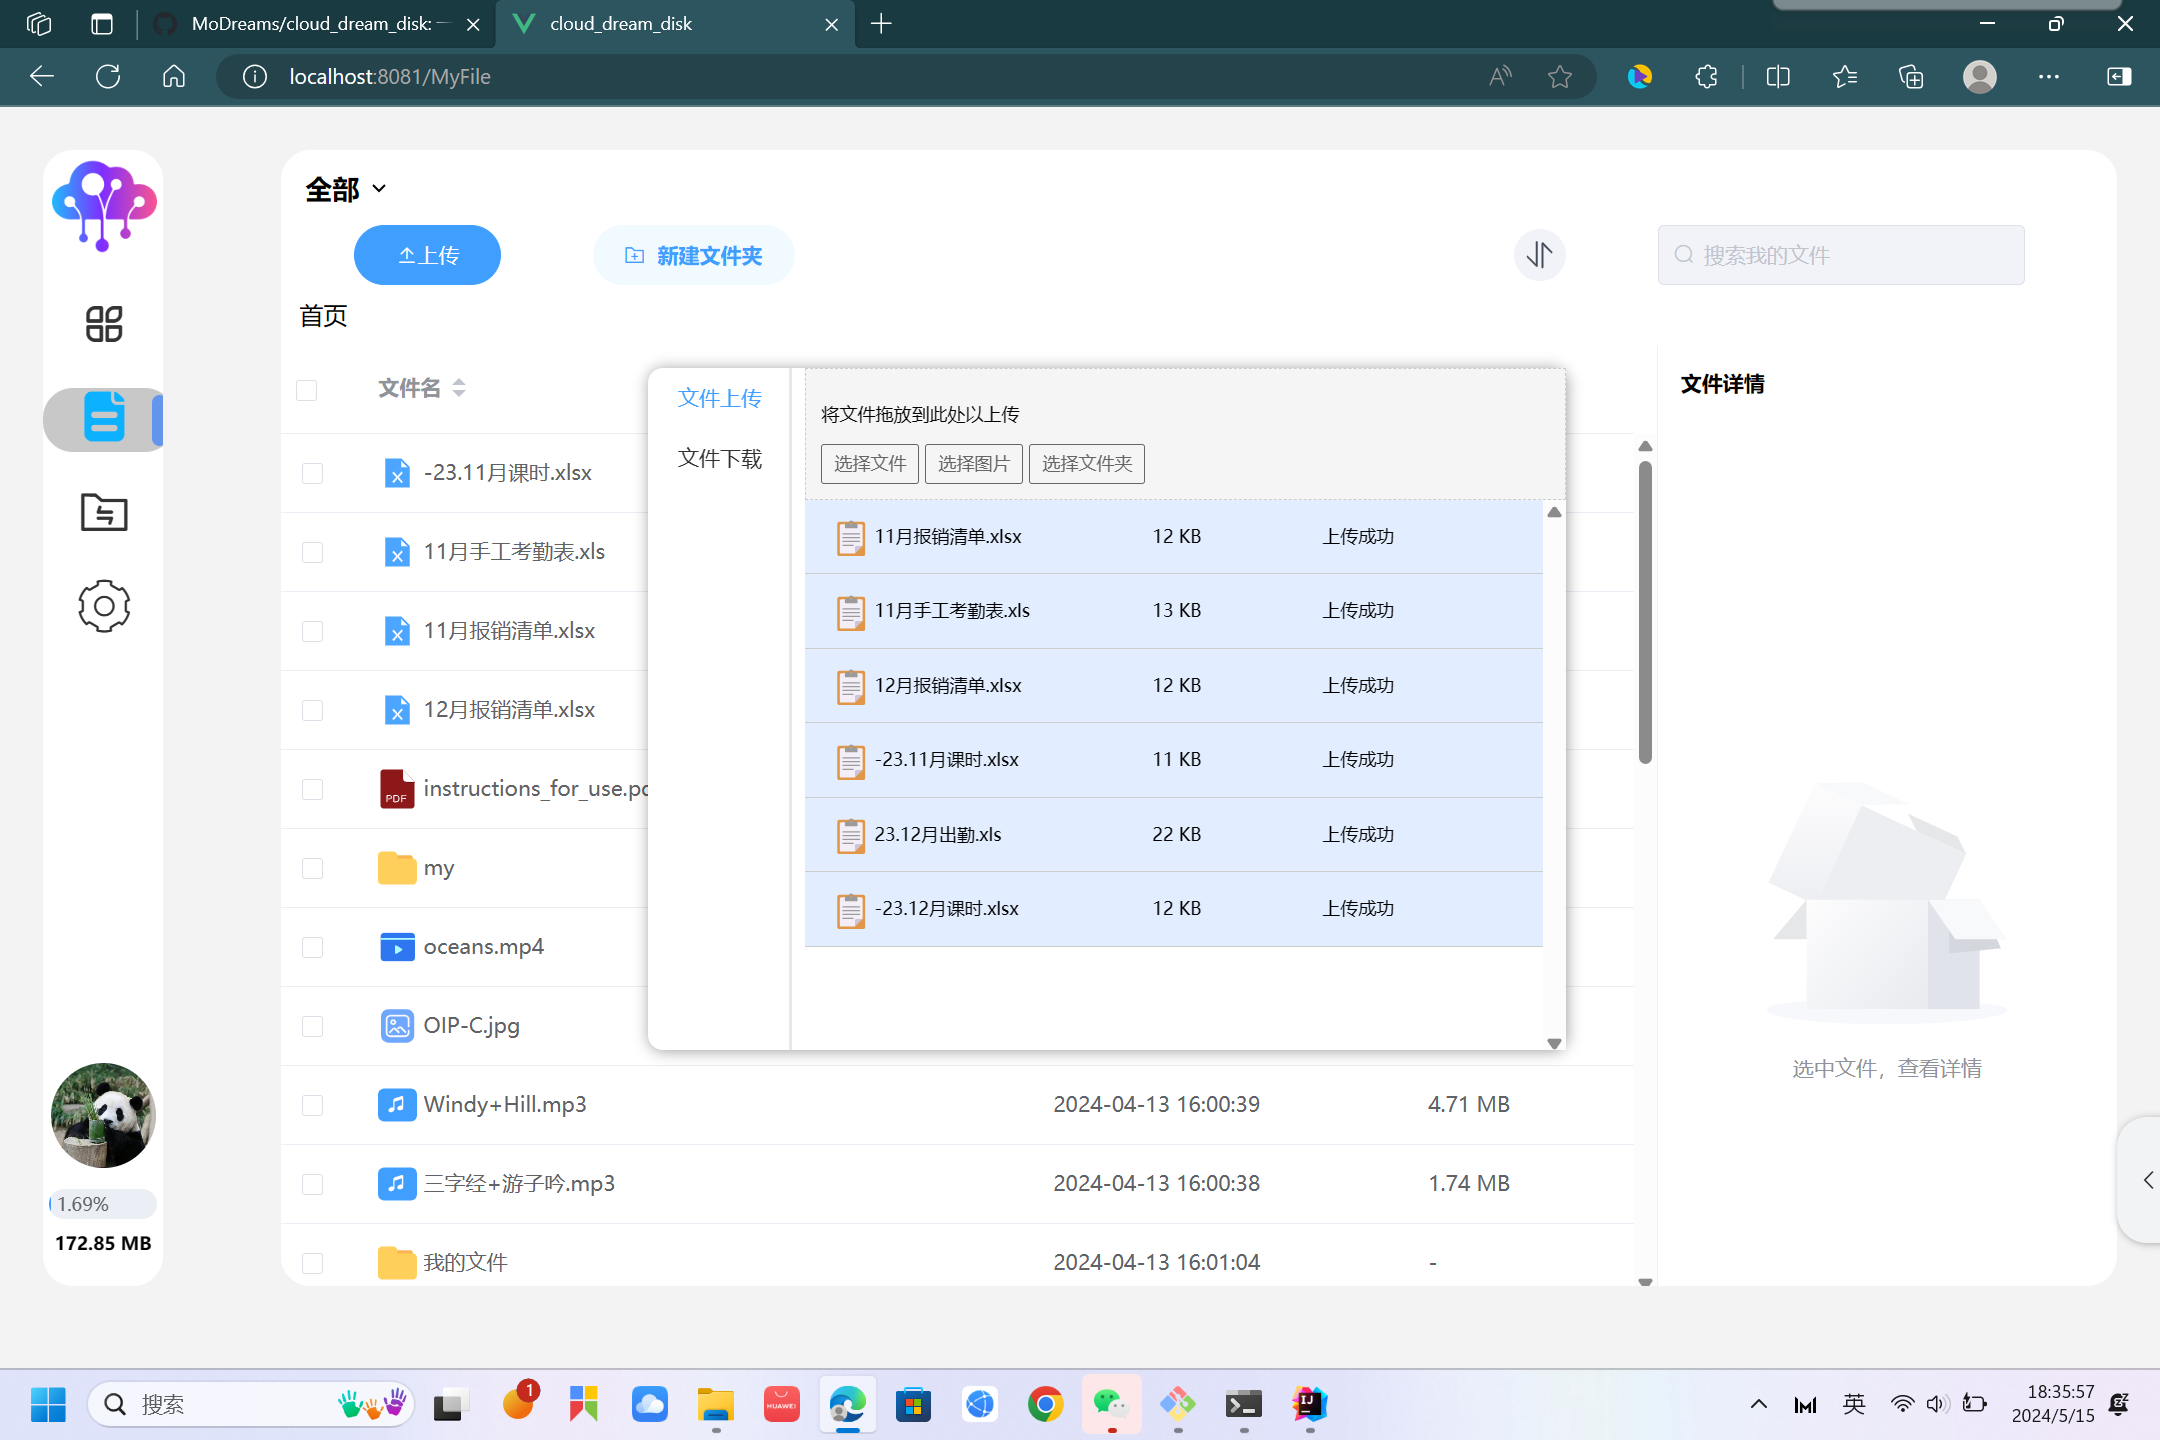 MoDreams/cloud_dream_disk: 一
cloud_dream_disk
localhost:8081/MyFile
全部
上传
新建文件夹
搜索我的文件
首页
文件名
文件详情
-23.11月课时.xlsx
11月手工考勤表.xls
11月报销清单.xlsx
12月报销清单.xlsx
PDF
instructions_for_use.pd
my
oceans.mp4
OIP-C.jpg
Windy+Hill.mp3 2024-04-13 16:00:39 4.71 MB
三字经+游子吟.mp3 2024-04-13 16:00:38 1.74 MB
我的文件 2024-04-13 16:01:04 -
文件上传
文件下载
将文件拖放到此处以上传
选择文件 选择图片 选择文件夹
11月报销清单.xlsx 12 KB 上传成功
11月手工考勤表.xls 13 KB 上传成功
12月报销清单.xlsx 12 KB 上传成功
-23.11月课时.xlsx 11 KB 上传成功
23.12月出勤.xls 22 KB 上传成功
-23.12月课时.xlsx 12 KB 上传成功
选中文件，查看详情
1.69%
172.85 MB
搜索
1
HUAWEI
IJ
英
18:35:57
2024/5/15